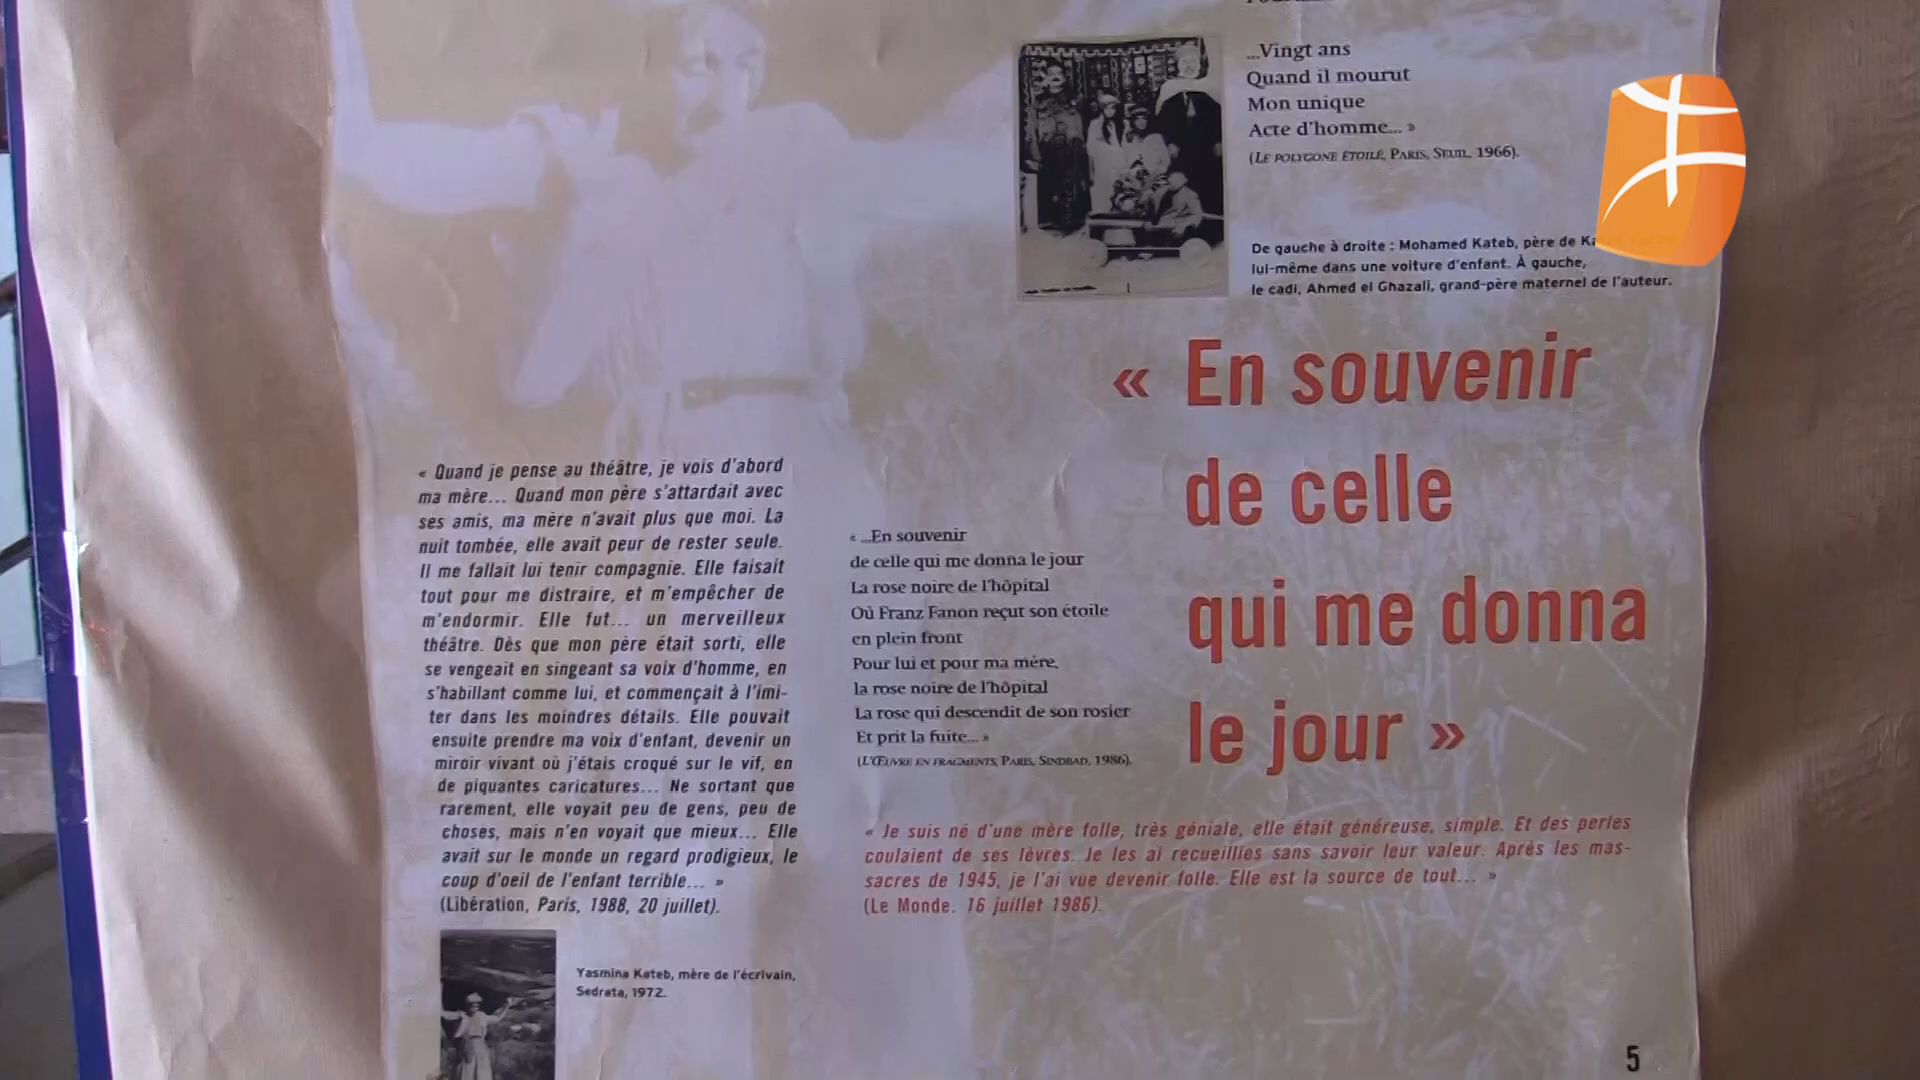 ...Vingt ans
Quand il mourut
Mon unique
Acte d'homme... »
(LE POLYGONE ÉTOILÉ, PARIS, SEUIL, 1966).
De gauche à droite : Mohamed Kateb, père de
lui-même dans une voiture d'enfant. À gauche,
le cadi, Ahmed el Ghazali, grand-père maternel de l'auteur.
« En souvenir
de celle
qui me donna
le jour »
« Quand je pense au théâtre, je vois d'abord
ma mère... Quand mon père s'attardait avec
ses amis, ma mère n'avait plus que moi. La
nuit tombée, elle avait peur de rester seule.
Il me fallait lui tenir compagnie. Elle faisait
tout pour me distraire, et m'empêcher de
m'endormir. Elle fut... un merveilleux
théâtre. Dès que mon père était sorti, elle
se vengeait en singeant sa voix d'homme, en
s'habillant comme lui, et commençait à l'imi-
ter dans les moindres détails. Elle pouvait
ensuite prendre ma voix d'enfant, devenir un
miroir vivant où j'étais croqué sur le vif, en
de piquantes caricatures... Ne sortant que
rarement, elle voyait peu de gens, peu de
choses, mais n'en voyait que mieux... Elle
avait sur le monde un regard prodigieux, le
coup d'oeil de l'enfant terrible... »
(Libération, Paris, 1988, 20 juillet).
« ...En souvenir
de celle qui me donna le jour
La rose noire de l'hôpital
Où Franz Fanon reçut son étoile
en plein front
Pour lui et pour ma mère,
la rose noire de l'hôpital
La rose qui descendit de son rosier
Et prit la fuite... »
(L'ŒUVRE EN FRAGMENTS, PARIS, SINDBAD, 1986).
« Je suis né d'une mère folle, très géniale, elle était généreuse, simple. Et des perles
coulaient de ses lèvres. Je les ai recueillies sans savoir leur valeur. Après les mas-
sacres de 1945, je l'ai vue devenir folle. Elle est la source de tout... »
(Le Monde, 16 juillet 1986).
Yasmina Kateb, mère de l'écrivain,
Sedrata, 1972.
5